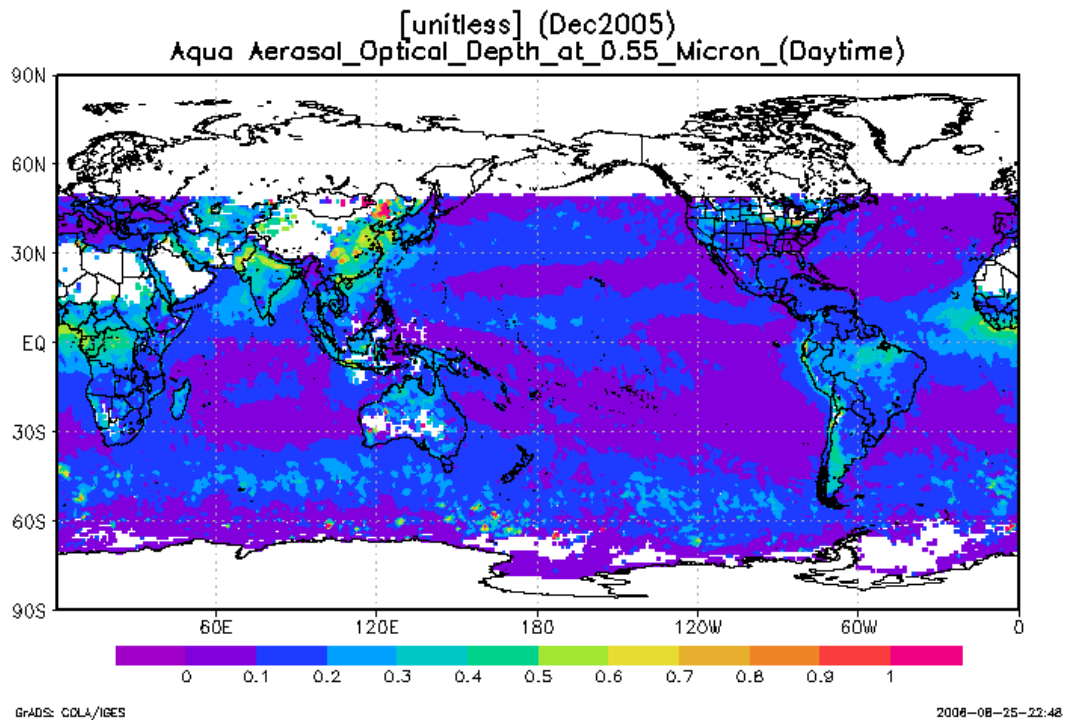 [unitless] (Dec2005)
Aqua Aerosol_Optical_Depth_at_0.55_Micron_(Daytime)
90N
60N
30N
EQ
30S
60S
90S
60E 120E 180 120W 60W 0
0 0.1 0.2 0.3 0.4 0.5 0.6 0.7 0.8 0.9 1
GrADS: COLA/IGES 2008-08-25-22:48